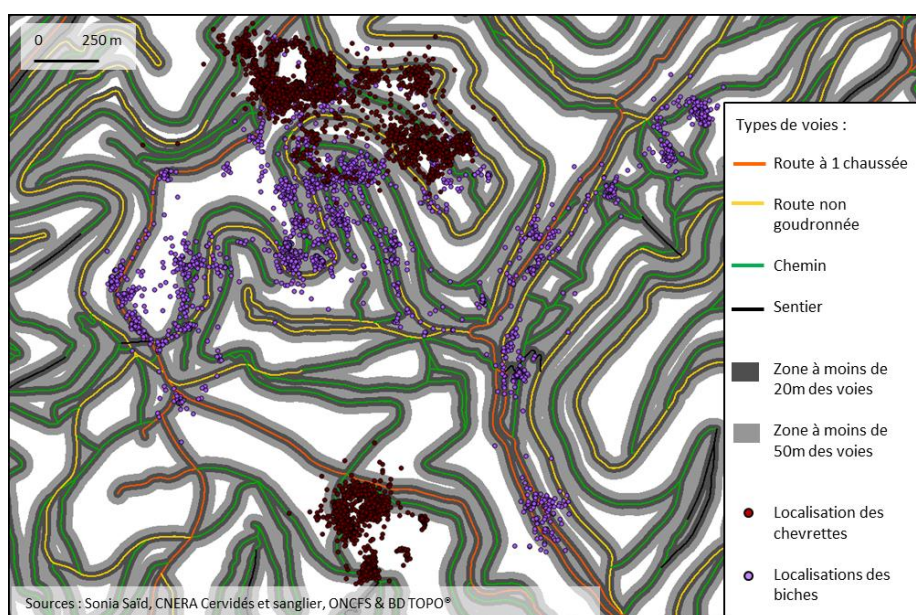 0 250 m
Types de voies :
Route à 1 chaussée
Route non
goudronnée
Chemin
Sentier
Zone à moins de
20m des voies
Zone à moins de
50m des voies
Localisation des
chevrettes
Localisations des
biches
Sources : Sonia Saïd, CNERA Cervidés et sanglier, ONCFS & BD TOPO®